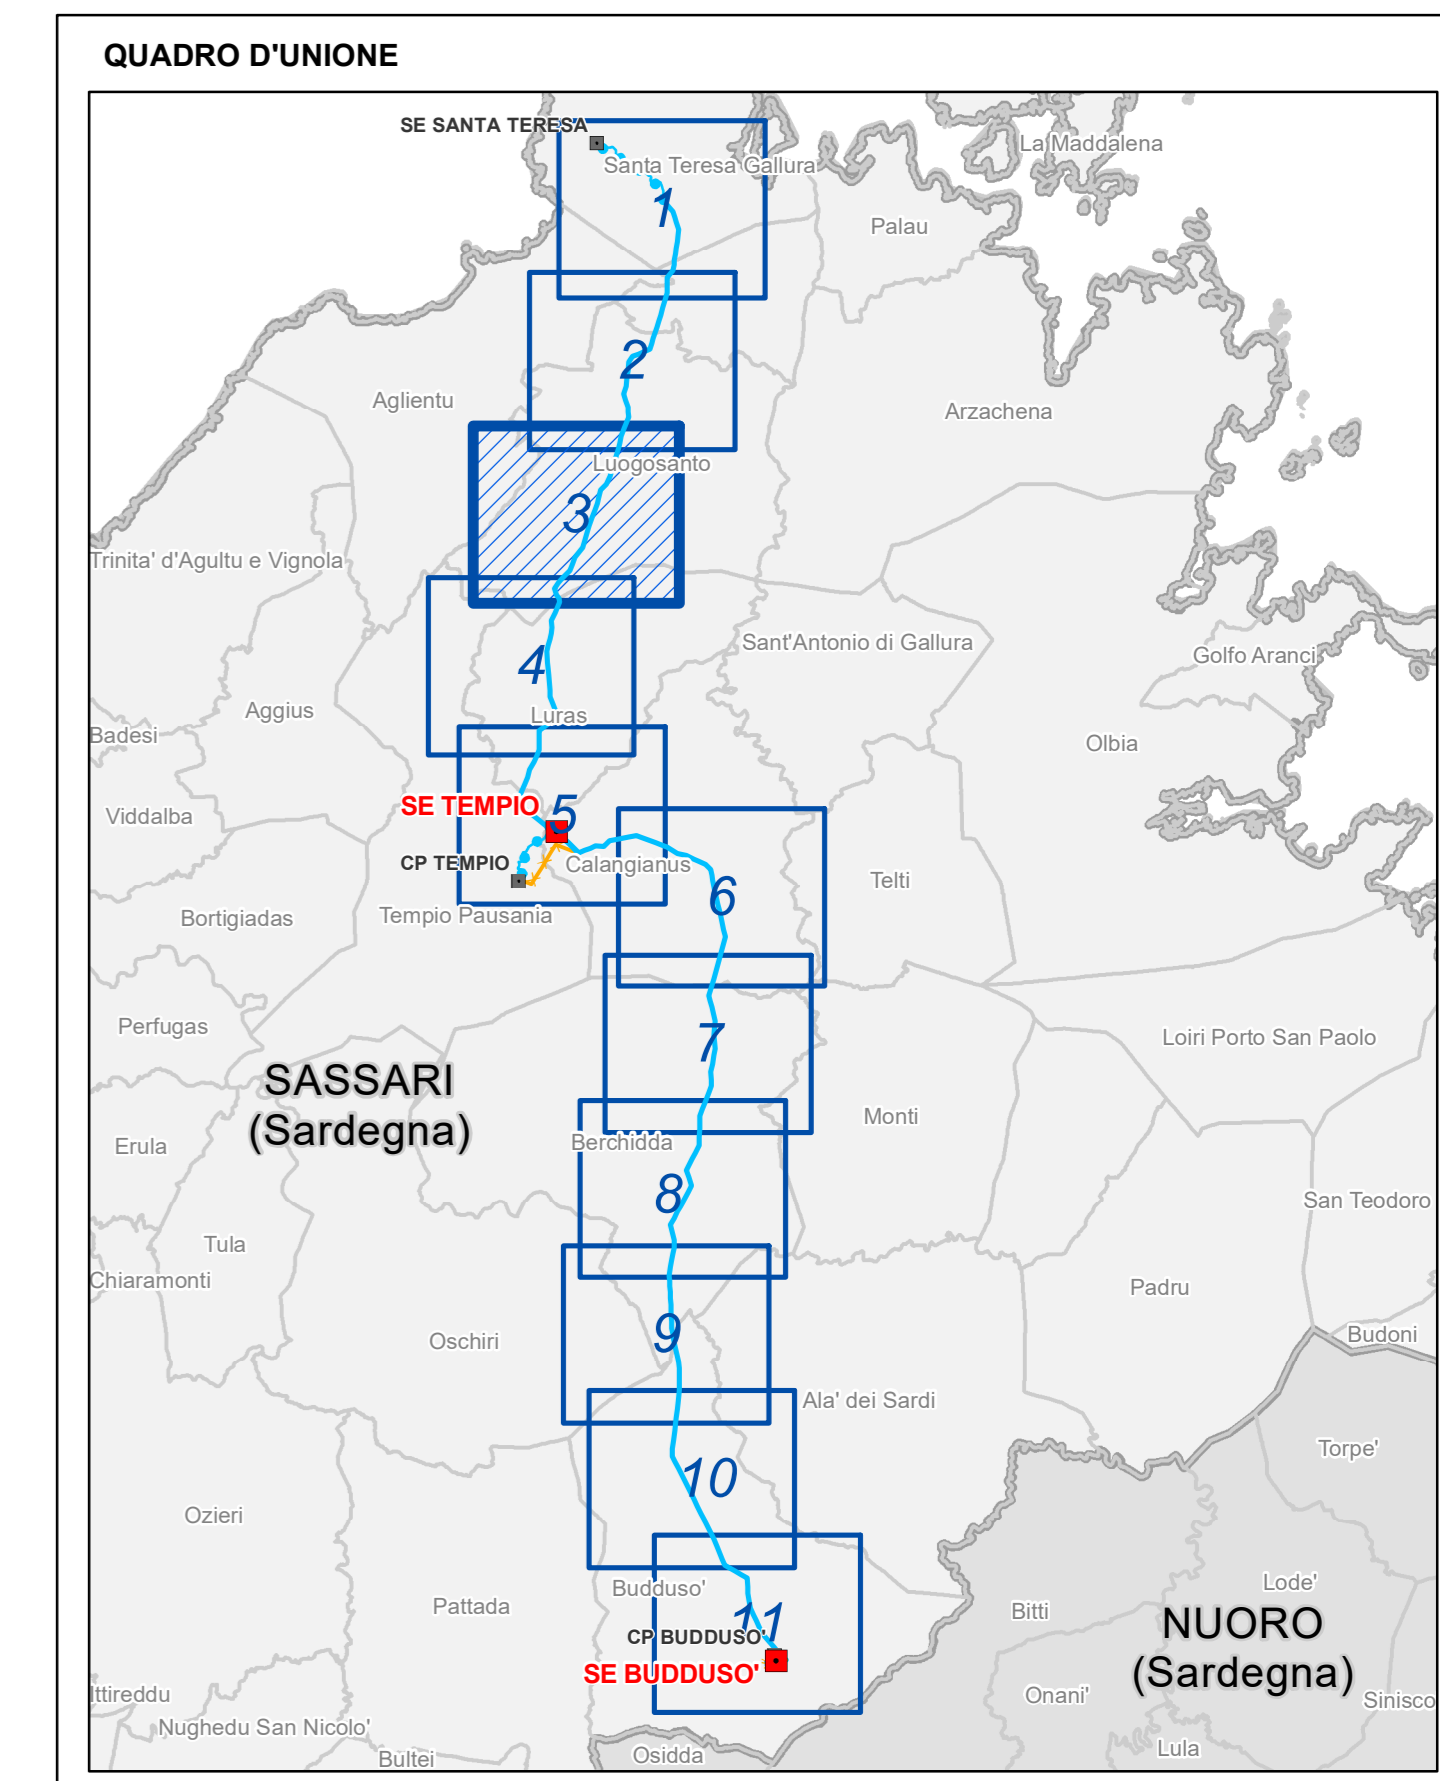 QUADRO D'UNIONE
SE SANTA TERESA
La Maddalena
Santa Teresa Gallura
1
Palau
2
Aglientu
Arzachena
Luogosanto
3
Trinita' d'Agultu e Vignola
Sant'Antonio di Gallura
Golfo Aranci
4
Aggius
Luras
Badesi
Olbia
SE TEMPIO
5
Viddalba
CP TEMPIO
Calangianus
Telti
6
Bortigiadas
Tempio Pausania
Perfugas
Loiri Porto San Paolo
7
SASSARI
(Sardegna)
Monti
Erula
Berchidda
8
San Teodoro
Tula
Chiaramonti
Padru
9
Oschiri
Budoni
Ala' dei Sardi
Torpe'
10
Ozieri
Lode'
Budduso'
Pattada
Bitti
11
NUORO
(Sardegna)
CP BUDDUSO'
SE BUDDUSO'
Ittireddu
Onani'
Sinisco
Nughedu San Nicolo'
Bultei
Osidda
Lula